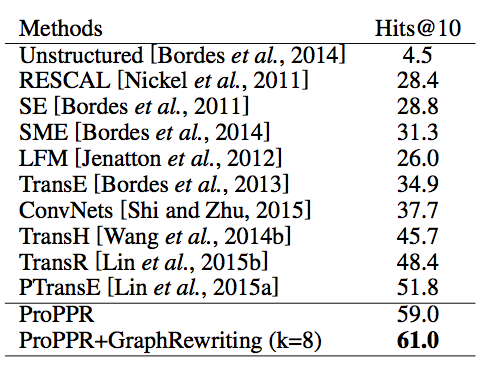 Methods Hits@10
Unstructured [Bordes et al., 2014] 4.5
RESCAL [Nickel et al., 2011] 28.4
SE [Bordes et al., 2011] 28.8
SME [Bordes et al., 2014] 31.3
LFM [Jenatton et al., 2012] 26.0
TransE [Bordes et al., 2013] 34.9
ConvNets [Shi and Zhu, 2015] 37.7
TransH [Wang et al., 2014b] 45.7
TransR [Lin et al., 2015b] 48.4
PTransE [Lin et al., 2015a] 51.8
ProPPR 59.0
ProPPR+GraphRewriting (k=8) 61.0